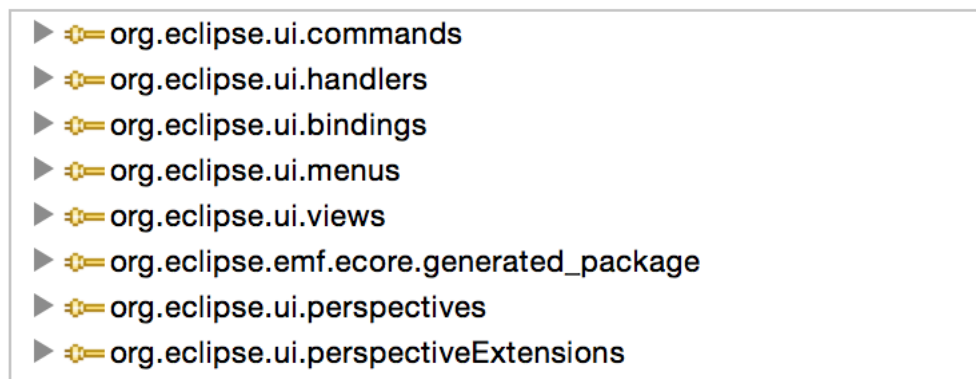 org.eclipse.ui.commands
org.eclipse.ui.handlers
org.eclipse.ui.bindings
org.eclipse.ui.menus
org.eclipse.ui.views
org.eclipse.emf.ecore.generated_package
org.eclipse.ui.perspectives
org.eclipse.ui.perspectiveExtensions